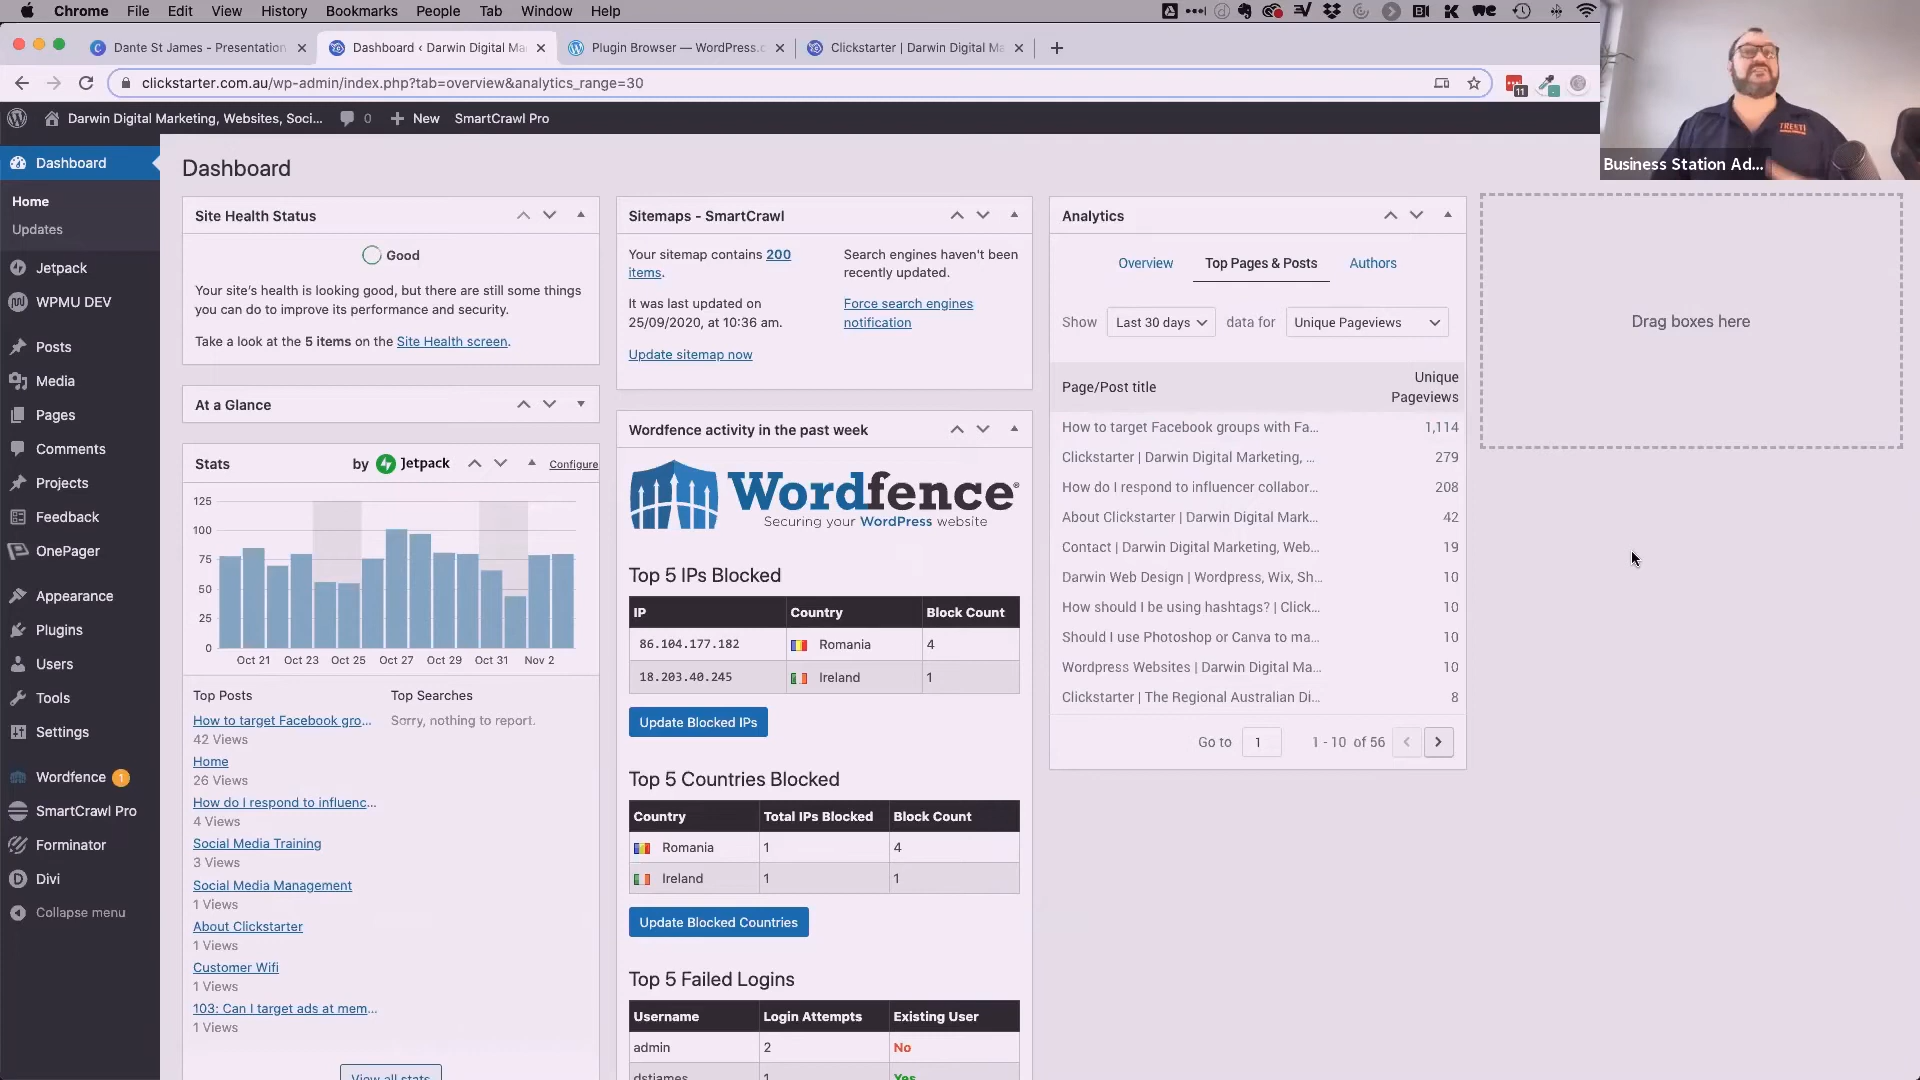 Chrome File Edit View History Bookmarks People Tab Window Help
Dante St James - Presentation
Dashboard ‹ Darwin Digital Ma
Plugin Browser — WordPress.c
Clickstarter | Darwin Digital Ma
clickstarter.com.au/wp-admin/index.php?tab=overview&analytics_range=30
11
Darwin Digital Marketing, Websites, Soci... 0 New SmartCrawl Pro
TREETI
Business Station Ad...
Dashboard
Home
Updates
Jetpack
WPMU DEV
Posts
Media
Pages
Comments
Projects
Feedback
OnePager
Appearance
Plugins
Users
Tools
Settings
Wordfence 1
SmartCrawl Pro
Forminator
Divi
Collapse menu
Dashboard
Site Health Status
Good
Your site's health is looking good, but there are still some things
you can do to improve its performance and security.
Take a look at the 5 items on the Site Health screen.
At a Glance
Stats by Jetpack Configure
125
100
75
50
25
0
Oct 21 Oct 23 Oct 25 Oct 27 Oct 29 Oct 31 Nov 2
Top Posts
How to target Facebook gro...
42 Views
Home
26 Views
How do I respond to influenc...
4 Views
Social Media Training
3 Views
Social Media Management
1 Views
About Clickstarter
1 Views
Customer Wifi
1 Views
103: Can I target ads at mem...
1 Views
View all stats
Top Searches
Sorry, nothing to report.
Sitemaps - SmartCrawl
Your sitemap contains 200
items.
It was last updated on
25/09/2020, at 10:36 am.
Update sitemap now
Search engines haven't been
recently updated.
Force search engines
notification
Wordfence activity in the past week
Wordfence®
Securing your WordPress website
Top 5 IPs Blocked
IP Country Block Count
86.104.177.182 Romania 4
18.203.40.245 Ireland 1
Update Blocked IPs
Top 5 Countries Blocked
Country Total IPs Blocked Block Count
Romania 1 4
Ireland 1 1
Update Blocked Countries
Top 5 Failed Logins
Username Login Attempts Existing User
admin 2 No
dstjames 1 Yes
Analytics
Overview Top Pages & Posts Authors
Show Last 30 days data for Unique Pageviews
Page/Post title Unique
Pageviews
How to target Facebook groups with Fa... 1,114
Clickstarter | Darwin Digital Marketing, ... 279
How do I respond to influencer collabor... 208
About Clickstarter | Darwin Digital Mark... 42
Contact | Darwin Digital Marketing, Web... 19
Darwin Web Design | Wordpress, Wix, Sh... 10
How should I be using hashtags? | Click... 10
Should I use Photoshop or Canva to ma... 10
Wordpress Websites | Darwin Digital Ma... 10
Clickstarter | The Regional Australian Di... 8
Go to 1 1 - 10 of 56
Drag boxes here